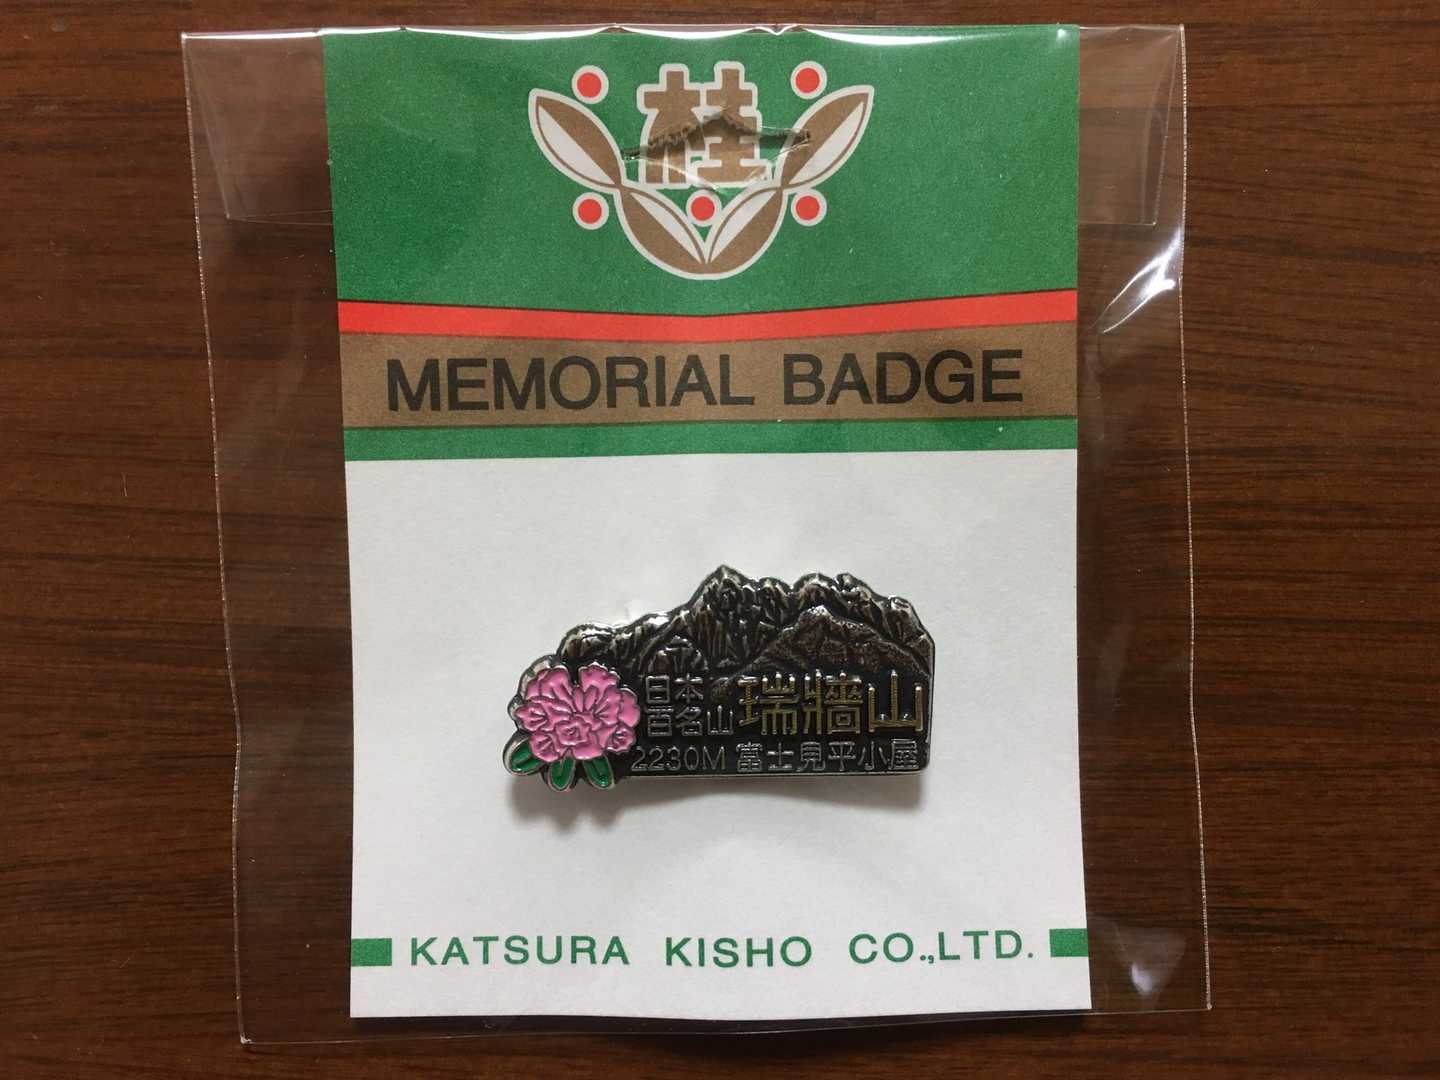 桂
MEMORIAL BADGE
日本
百名山
瑞牆山
2230M 富士見平小屋
KATSURA KISHO CO.,LTD.